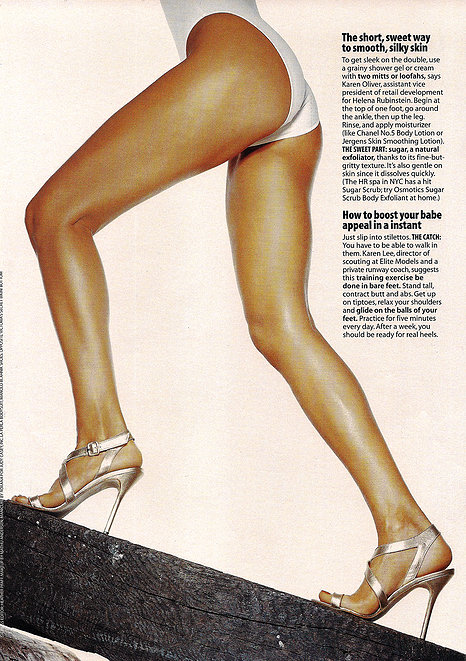 The short, sweet way
to smooth, silky skin
To get sleek on the double, use
a grainy shower gel or cream
with two mitts or loofahs, says
Karen Oliver, assistant vice
president of retail development
for Helena Rubinstein. Begin at
the top of one foot, go around
the ankle, then up the leg.
Rinse, and apply moisturizer
(like Chanel No.5 Body Lotion or
Jergens Skin Smoothing Lotion).
THE SWEET PART: sugar, a natural
exfoliator, thanks to its fine-but-
gritty texture. It's also gentle on
skin since it dissolves quickly.
(The HR spa in NYC has a hit
Sugar Scrub; try Osmotics Sugar
Scrub Body Exfoliant at home.)
How to boost your babe
appeal in a instant
Just slip into stilettos. THE CATCH:
You have to be able to walk in
them. Karen Lee, director of
scouting at Elite Models and a
private runway coach, suggests
this training exercise be
done in bare feet. Stand tall,
contract butt and abs. Get up
on tiptoes, relax your shoulders
and glide on the balls of your
feet. Practice for five minutes
every day. After a week, you
should be ready for real heels.